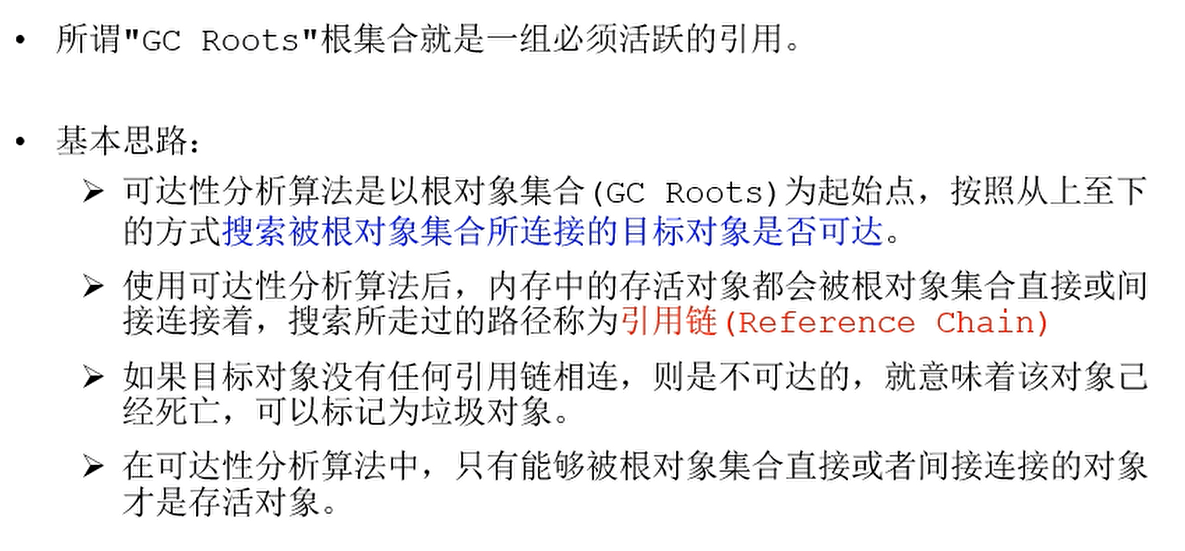 • 所谓"GC Roots"根集合就是一组必须活跃的引用。
• 基本思路：
➢ 可达性分析算法是以根对象集合(GC Roots)为起始点，按照从上至下
的方式搜索被根对象集合所连接的目标对象是否可达。
➢ 使用可达性分析算法后，内存中的存活对象都会被根对象集合直接或间
接连接着，搜索所走过的路径称为引用链(Reference Chain)
➢ 如果目标对象没有任何引用链相连，则是不可达的，就意味着该对象己
经死亡，可以标记为垃圾对象。
➢ 在可达性分析算法中，只有能够被根对象集合直接或者间接连接的对象
才是存活对象。